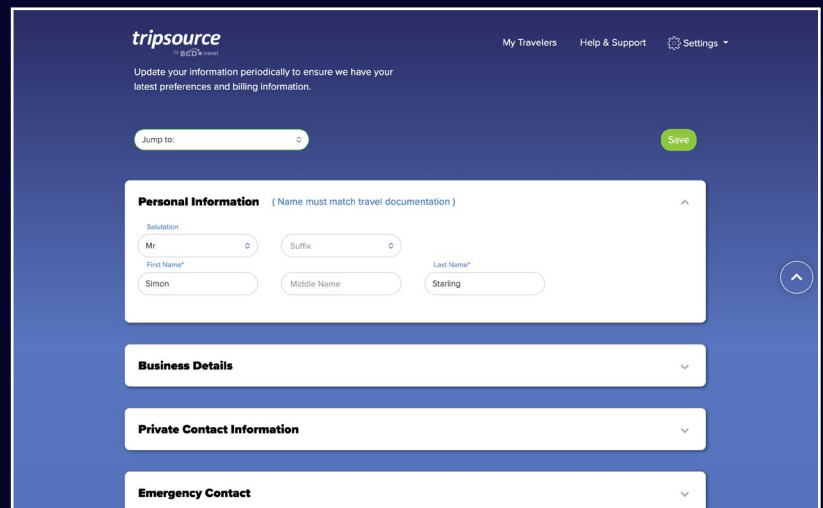 tripsource
by BCD travel
My Travelers Help & Support Settings
Update your information periodically to ensure we have your
latest preferences and billing information.
Jump to:
Save
Personal Information ( Name must match travel documentation )
Salutation
Mr Suffix
First Name* Last Name*
Simon Middle Name Starling
Business Details
Private Contact Information
Emergency Contact